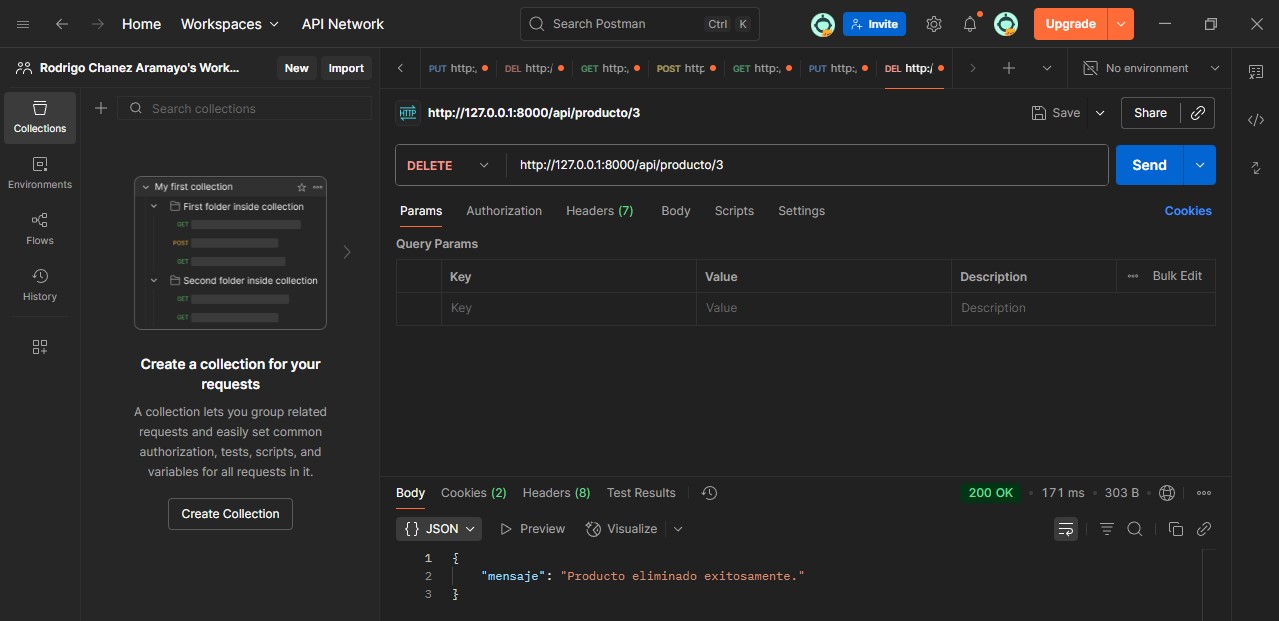 Home Workspaces API Network Search Postman Ctrl K Invite Upgrade
Rodrigo Chanez Aramayo's Work... New Import
PUT http:, DEL http:/ GET http:, POST http GET http:, PUT http:, DEL http:/ No environment
Collections
Environments
Flows
History
Search collections
My first collection
First folder inside collection
GET
POST
GET
Second folder inside collection
GET
GET
Create a collection for your
requests
A collection lets you group related
requests and easily set common
authorization, tests, scripts, and
variables for all requests in it.
Create Collection
HTTP http://127.0.0.1:8000/api/producto/3 Save Share
DELETE http://127.0.0.1:8000/api/producto/3 Send
Params Authorization Headers (7) Body Scripts Settings Cookies
Query Params
Key Value Description Bulk Edit
Key Value Description
Body Cookies (2) Headers (8) Test Results 200 OK • 171 ms • 303 B •
{} JSON Preview Visualize
1 {
2 "mensaje": "Producto eliminado exitosamente."
3 }